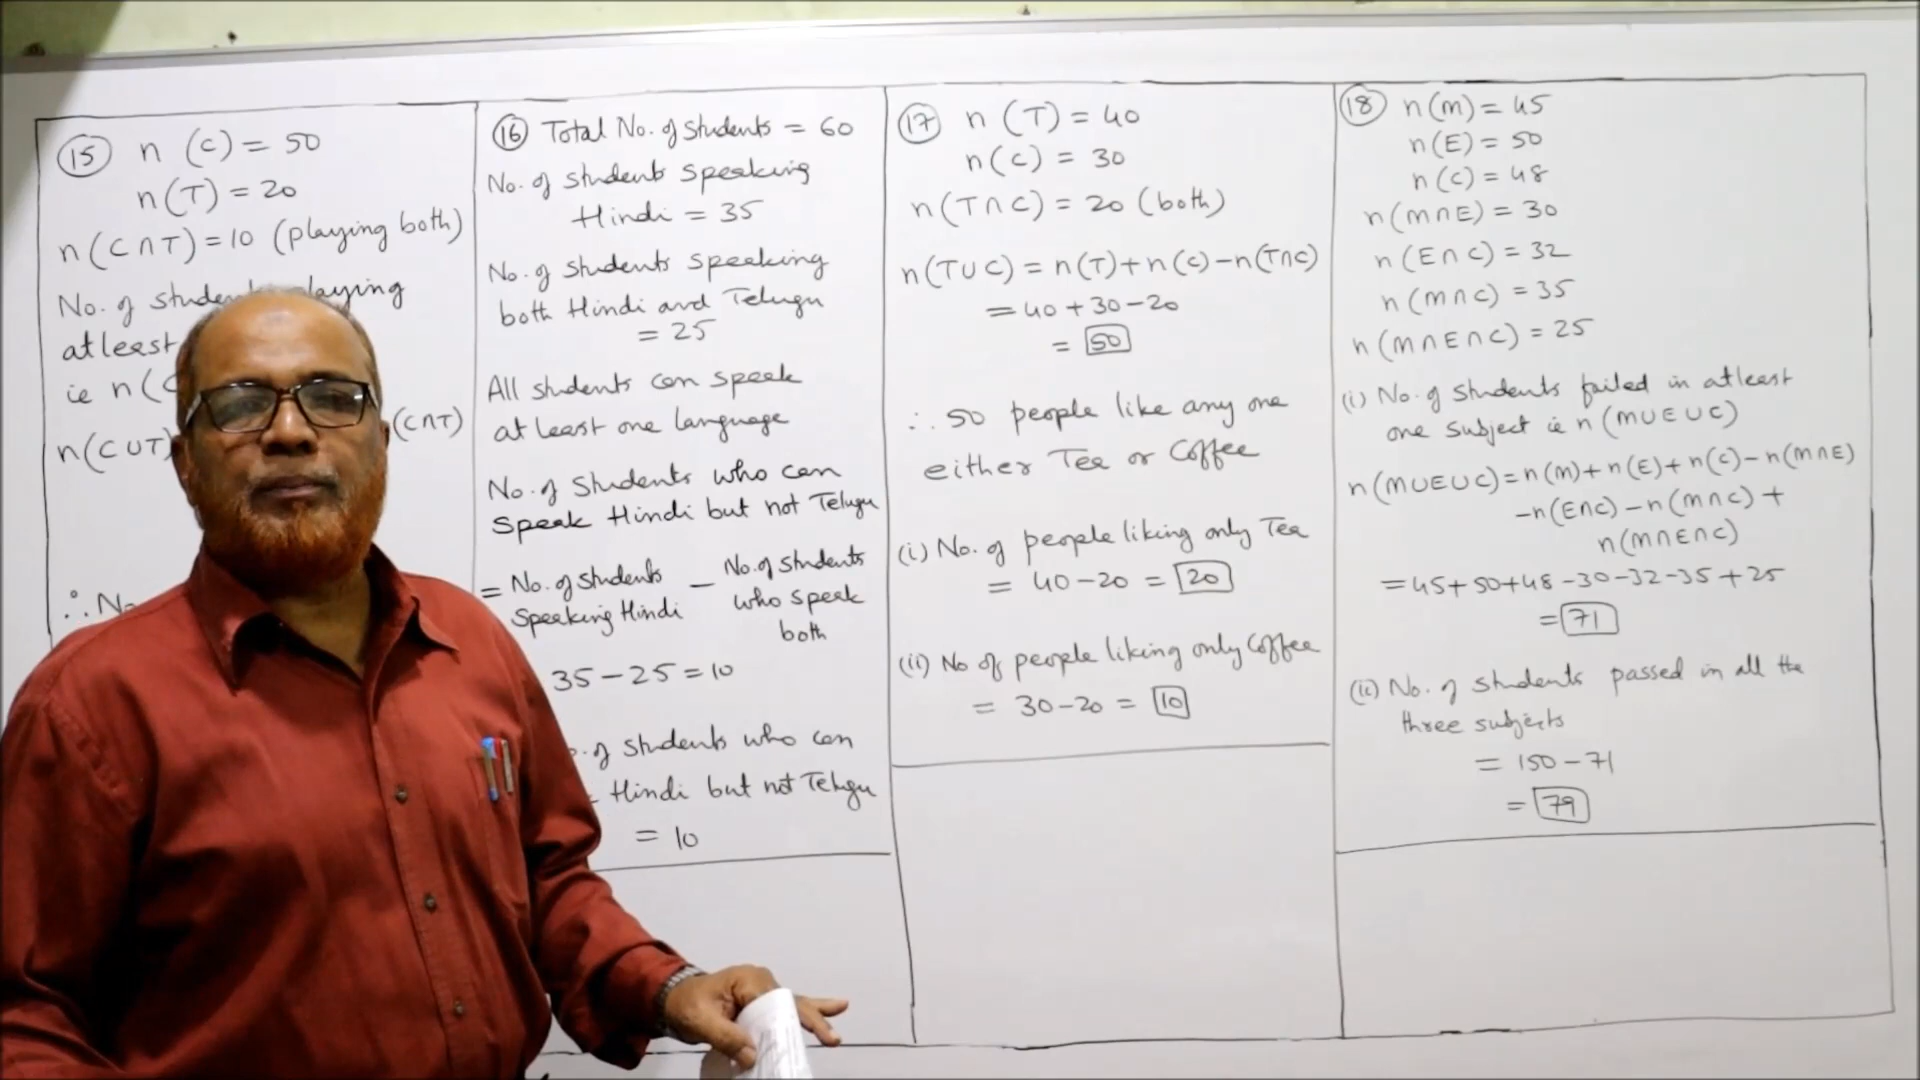 15 n (C) = 50
n(T) = 20
n(C∩T) = 10 (playing both)
No. of playing
atleast
ie n(
n(C∪T) (C∩T)
∴ No
16 Total No. of Students = 60
No. of students speaking
Hindi = 35
No. of students speaking
both Hindi and Telugu
= 25
All students can speak
at least one language
No. of students who can
speak Hindi but not Telugu
= No. of students speaking Hindi − No. of students who speak both
35 − 25 = 10
of students who can
Hindi but not Telugu
= 10
17 n (T) = 40
n(C) = 30
n(T∩C) = 20 (both)
n(T∪C) = n(T) + n(C) − n(T∩C)
= 40 + 30 − 20
= 50
∴ 50 people like any one
either Tea or Coffee
(i) No. of people liking only Tea
= 40 − 20 = 20
(ii) No of people liking only Coffee
= 30 − 20 = 10
18 n(M) = 45
n(E) = 50
n(C) = 48
n(M∩E) = 30
n(E∩C) = 32
n(M∩C) = 35
n(M∩E∩C) = 25
(i) No. of students failed in atleast
one subject ie n(M∪E∪C)
n(M∪E∪C) = n(M) + n(E) + n(C) − n(M∩E)
− n(E∩C) − n(M∩C) +
n(M∩E∩C)
= 45 + 50 + 48 − 30 − 32 − 35 + 25
= 71
(ii) No. of students passed in all the
three subjects
= 150 − 71
= 79